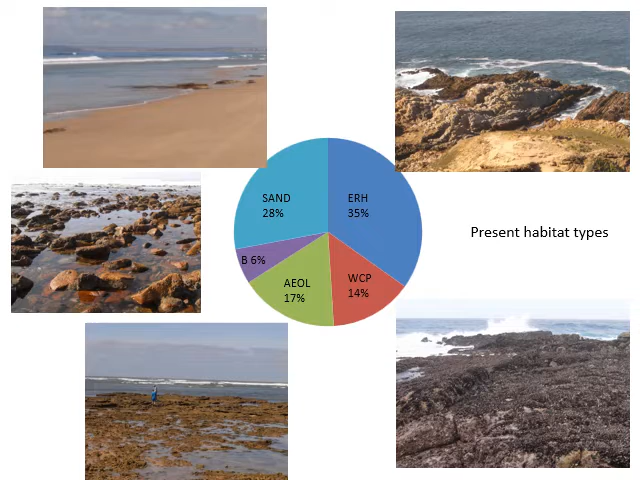 SAND
28%
ERH
35%
Present habitat types
B 6%
AEOL
17%
WCP
14%